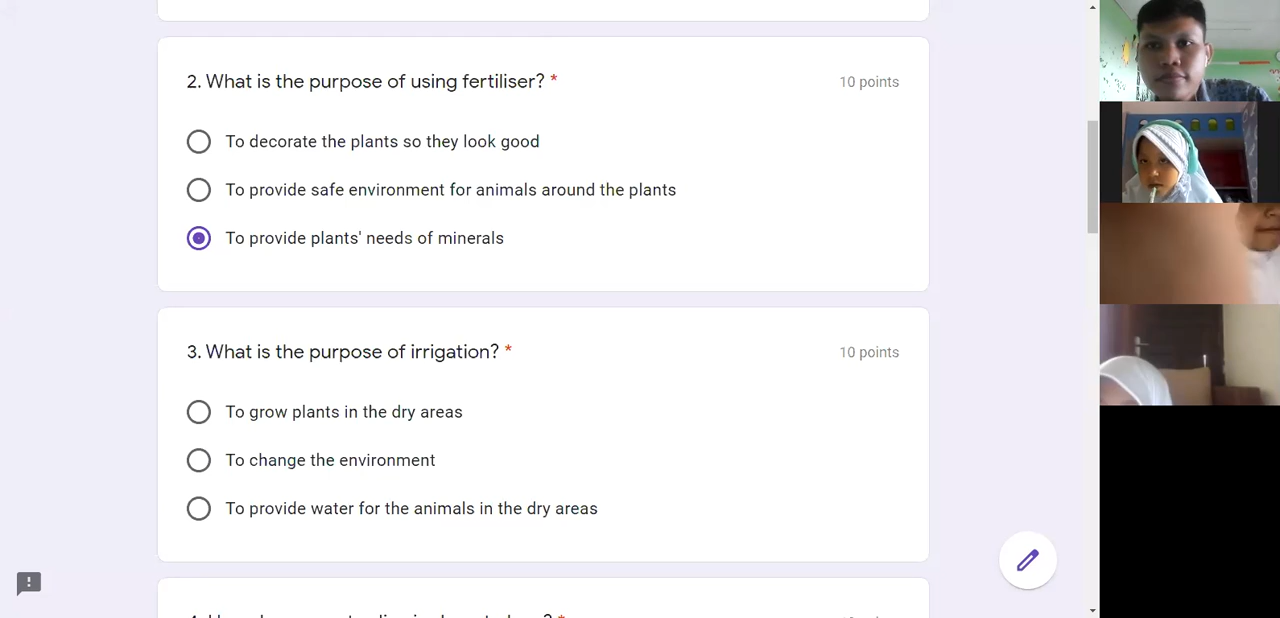 2. What is the purpose of using fertiliser? *
10 points
To decorate the plants so they look good
To provide safe environment for animals around the plants
To provide plants' needs of minerals
3. What is the purpose of irrigation? *
10 points
To grow plants in the dry areas
To change the environment
To provide water for the animals in the dry areas